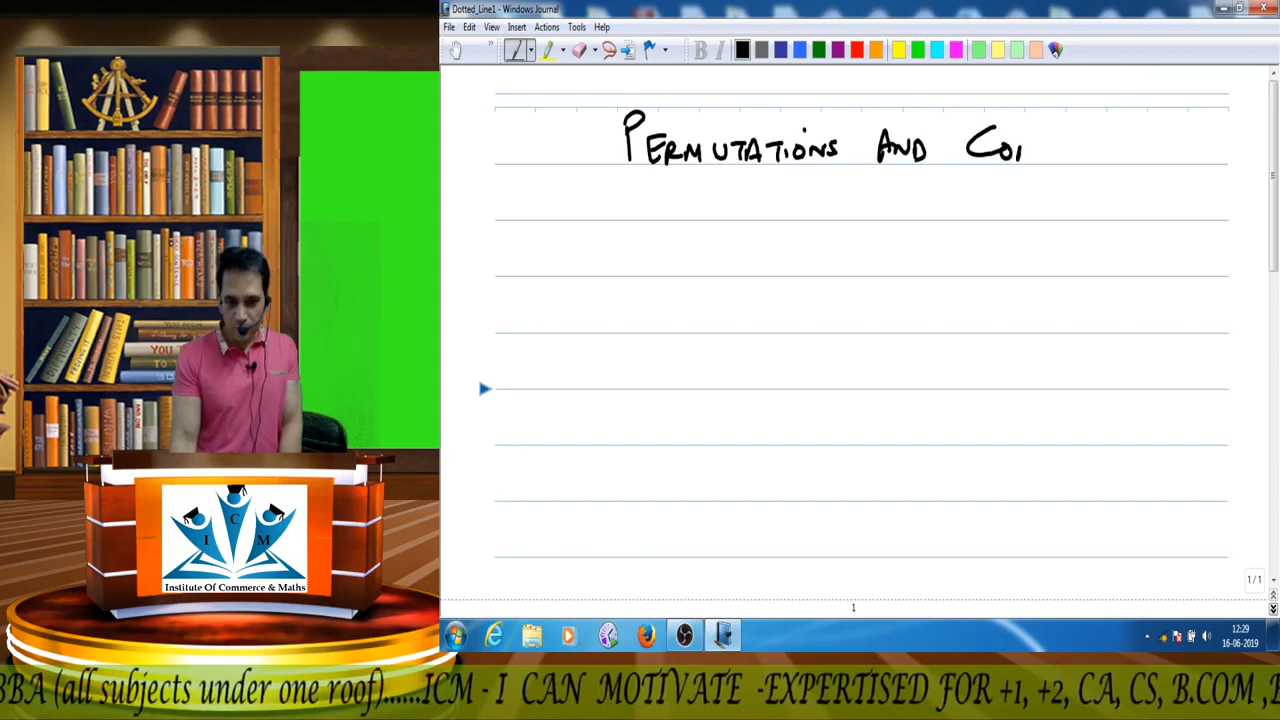 Dotted_Line1 - Windows Journal
File Edit View Insert Actions Tools Help
B I
PERMUTATIONS AND CO
I C M
Institute Of Commerce & Maths
1/1
1
12:29
16-06-2019
BBA (all subjects under one roof)......ICM - I CAN MOTIVATE -EXPERTISED FOR +1, +2, CA, CS, B.COM ,B